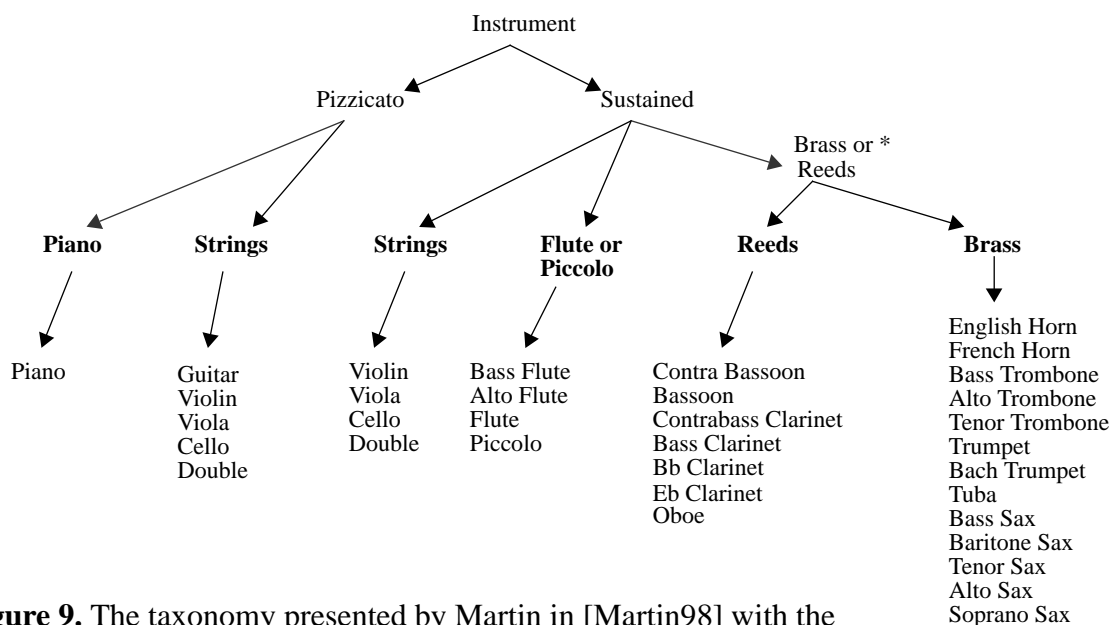 Instrument
Pizzicato
Sustained
Brass or *
Reeds
Piano
Strings
Strings
Flute or
Piccolo
Reeds
Brass
Piano
Guitar
Violin
Viola
Cello
Double
Violin
Viola
Cello
Double
Bass Flute
Alto Flute
Flute
Piccolo
Contra Bassoon
Bassoon
Contrabass Clarinet
Bass Clarinet
Bb Clarinet
Eb Clarinet
Oboe
English Horn
French Horn
Bass Trombone
Alto Trombone
Tenor Trombone
Trumpet
Bach Trumpet
Tuba
Bass Sax
Baritone Sax
Tenor Sax
Alto Sax
Soprano Sax
gure 9. The taxonomy presented by Martin in [Martin98] with the